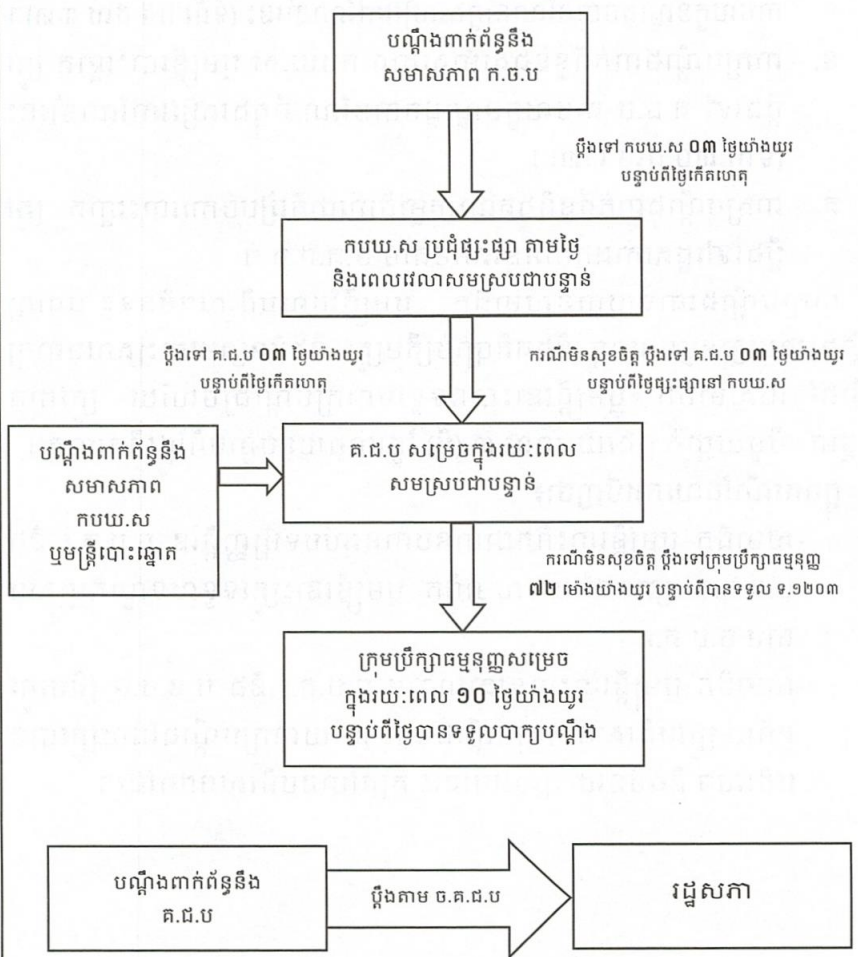 បណ្តឹងពាក់ព័ន្ធនឹង
សមាសភាព ក.ច.ប
ប្តឹងទៅ កបឃ.ស 0៣ ថ្ងៃយ៉ាងយូរ
បន្ទាប់ពីថ្ងៃកើតហេតុ
កបឃ.ស ប្រជុំផ្សះផ្សា តាមថ្ងៃ
និងពេលវេលាសមស្របជាបន្ទាន់
ប្តឹងទៅ គ.ជ.ប 0៣ ថ្ងៃយ៉ាងយូរ
បន្ទាប់ពីថ្ងៃកើតហេតុ
ករណីមិនសុខចិត្ត ប្តឹងទៅ គ.ជ.ប 0៣ ថ្ងៃយ៉ាងយូរ
បន្ទាប់ពីថ្ងៃផ្សះផ្សានៅ កបឃ.ស
បណ្តឹងពាក់ព័ន្ធនឹង
សមាសភាព
កបឃ.ស
ឬមន្ត្រីបោះឆ្នោត
គ.ជ.ប សម្រេចក្នុងរយៈពេល
សមស្របជាបន្ទាន់
ករណីមិនសុខចិត្ត ប្តឹងទៅក្រុមប្រឹក្សាធម្មនុញ្ញ
៧២ ម៉ោងយ៉ាងយូរ បន្ទាប់ពីបានទទួល ទ.១២០៣
ក្រុមប្រឹក្សាធម្មនុញ្ញសម្រេច
ក្នុងរយៈពេល ១០ ថ្ងៃយ៉ាងយូរ
បន្ទាប់ពីថ្ងៃបានទទួលបាក្យបណ្តឹង
បណ្តឹងពាក់ព័ន្ធនឹង
គ.ជ.ប
ប្តឹងតាម ច.គ.ជ.ប
រដ្ឋសភា